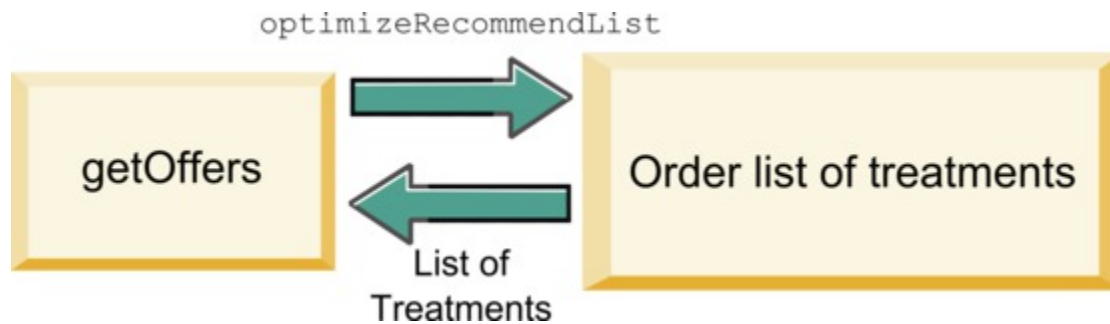 optimizeRecommendList
getOffers
Order list of treatments
List of
Treatments